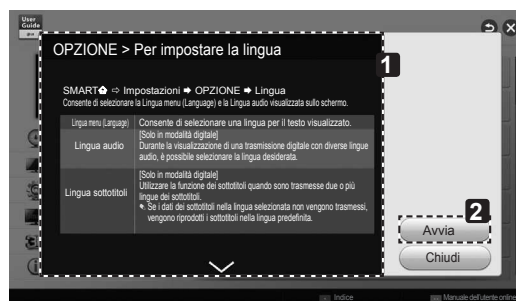 User
Guide
OPZIONE > Per impostare la lingua
1
SMART ⇨ Impostazioni ➡ OPZIONE ➡ Lingua
Consente di selezionare la Lingua menu (Language) e la Lingua audio visualizzata sullo schermo.
Lingua menu (Language) Consente di selezionare una lingua per il testo visualizzato.
Lingua audio
[Solo in modalità digitale]
Durante la visualizzazione di una trasmissione digitale con diverse lingue
audio, è possibile selezionare la lingua desiderata.
Lingua sottotitoli
[Solo in modalità digitale]
Utilizzare la funzione dei sottotitoli quando sono trasmesse due o più
lingue dei sottotitoli.
Se i dati dei sottotitoli nella lingua selezionata non vengono trasmessi,
vengono riprodotti i sottotitoli nella lingua predefinita.
2
Avvia
Chiudi
Indice
Manuale dell'utente online